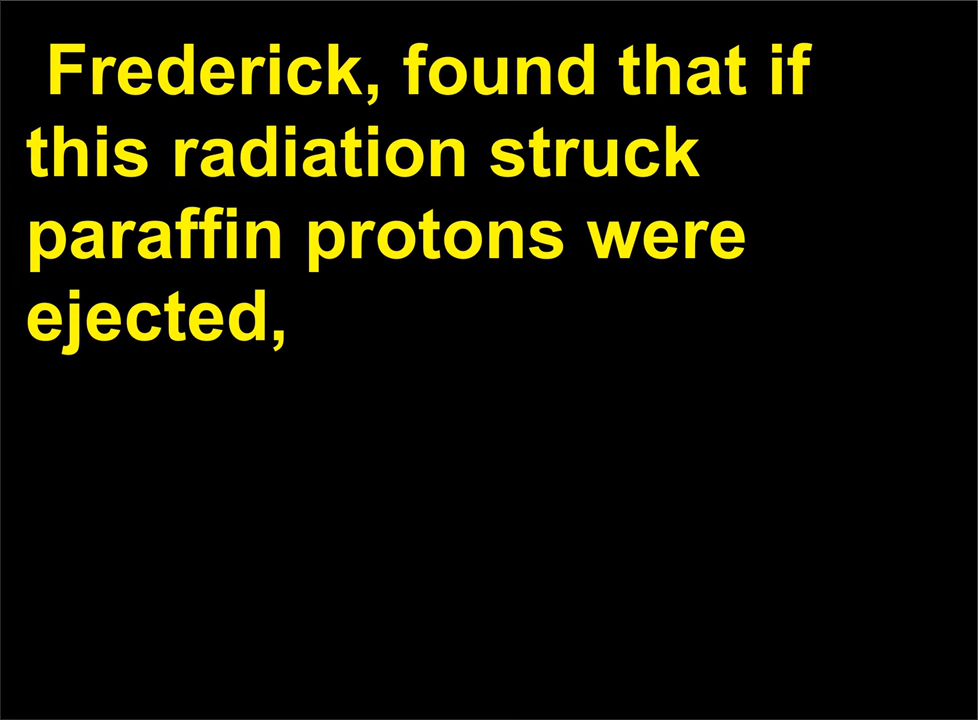 Frederick, found that if
this radiation struck
paraffin protons were
ejected,